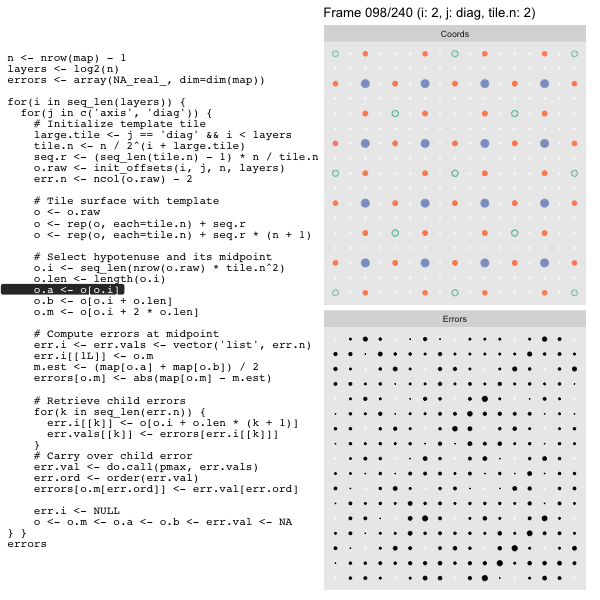 Frame 098/240 (i: 2, j: diag, tile.n: 2)
n <- nrow(map) - 1
layers <- log2(n)
errors <- array(NA_real_, dim=dim(map))
for(i in seq_len(layers)) {
  for(j in c('axis', 'diag')) {
    # Initialize template tile
    large.tile <- j == 'diag' && i < layers
    tile.n <- n / 2^(i + large.tile)
    seq.r <- (seq_len(tile.n) - 1) * n / tile.n
    o.raw <- init_offsets(i, j, n, layers)
    err.n <- ncol(o.raw) - 2
    # Tile surface with template
    o <- o.raw
    o <- rep(o, each=tile.n) + seq.r
    o <- rep(o, each=tile.n) + seq.r * (n + 1)
    # Select hypotenuse and its midpoint
    o.i <- seq_len(nrow(o.raw) * tile.n^2)
    o.len <- length(o.i)
    o.a <- o[o.i]
    o.b <- o[o.i + o.len]
    o.m <- o[o.i + 2 * o.len]
    # Compute errors at midpoint
    err.i <- err.vals <- vector('list', err.n)
    err.i[[1L]] <- o.m
    m.est <- (map[o.a] + map[o.b]) / 2
    errors[o.m] <- abs(map[o.m] - m.est)
    # Retrieve child errors
    for(k in seq_len(err.n)) {
      err.i[[k]] <- o[o.i + o.len * (k + 1)]
      err.vals[[k]] <- errors[err.i[[k]]]
    }
    # Carry over child error
    err.val <- do.call(pmax, err.vals)
    err.ord <- order(err.val)
    errors[o.m[err.ord]] <- err.val[err.ord]
    err.i <- NULL
    o <- o.m <- o.a <- o.b <- err.val <- NA
} }
errors
Coords
Errors